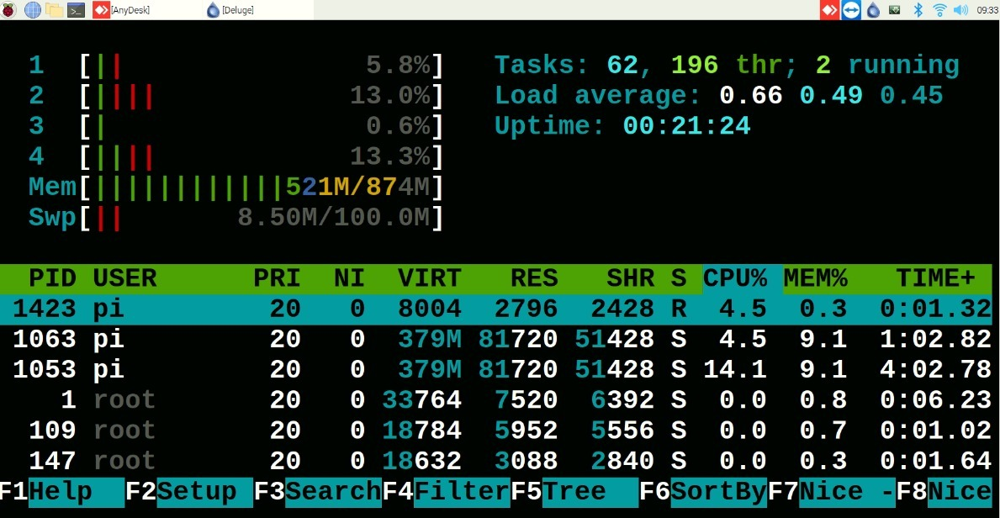 [AnyDesk] [Deluge] 09:33
1 [|| 5.8%] Tasks: 62, 196 thr; 2 running
2 [|||| 13.0%] Load average: 0.66 0.49 0.45
3 [| 0.6%] Uptime: 00:21:24
4 [|||| 13.3%]
Mem[||||||||||||521M/874M]
Swp[|| 8.50M/100.0M]
PID USER PRI NI VIRT RES SHR S CPU% MEM% TIME+
1423 pi 20 0 8004 2796 2428 R 4.5 0.3 0:01.32
1063 pi 20 0 379M 81720 51428 S 4.5 9.1 1:02.82
1053 pi 20 0 379M 81720 51428 S 14.1 9.1 4:02.78
1 root 20 0 33764 7520 6392 S 0.0 0.8 0:06.23
109 root 20 0 18784 5952 5556 S 0.0 0.7 0:01.02
147 root 20 0 18632 3088 2840 S 0.0 0.3 0:01.64
F1Help F2Setup F3SearchF4FilterF5Tree F6SortByF7Nice -F8Nice